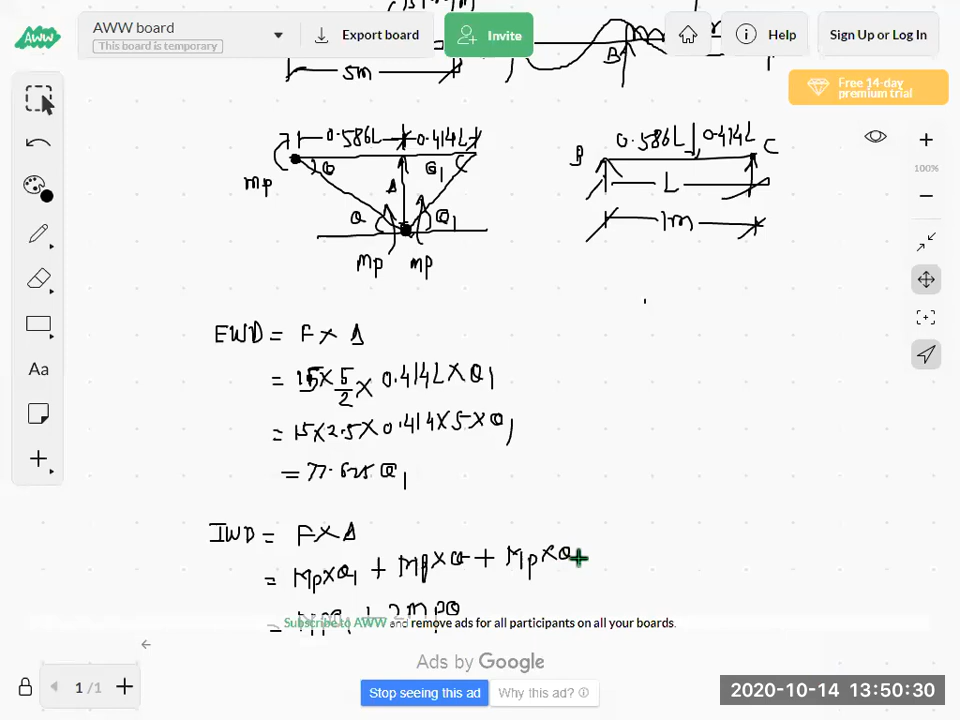 AWW board
This board is temporary
Export board
Invite
Help
Sign Up or Log In
Free 14-day
premium trial
AWW
5m
B
0.586L 0.414L
Mp
θ θ1 C
Δ
θ θ1
Mp Mp
B 0.586L 0.414L C
L
1m
100%
EWD = F × Δ
= 15 × 5/2 × 0.414L × θ1
= 15 × 2.5 × 0.414 × 5 × θ1
= 77.625 θ1
IWD = F × Δ
= Mp×θ1 + Mp×θ + Mp×θ
Aa
Subscribe to AWW and remove ads for all participants on all your boards.
1 / 1
Ads by Google
Stop seeing this ad
Why this ad?
2020-10-14 13:50:30